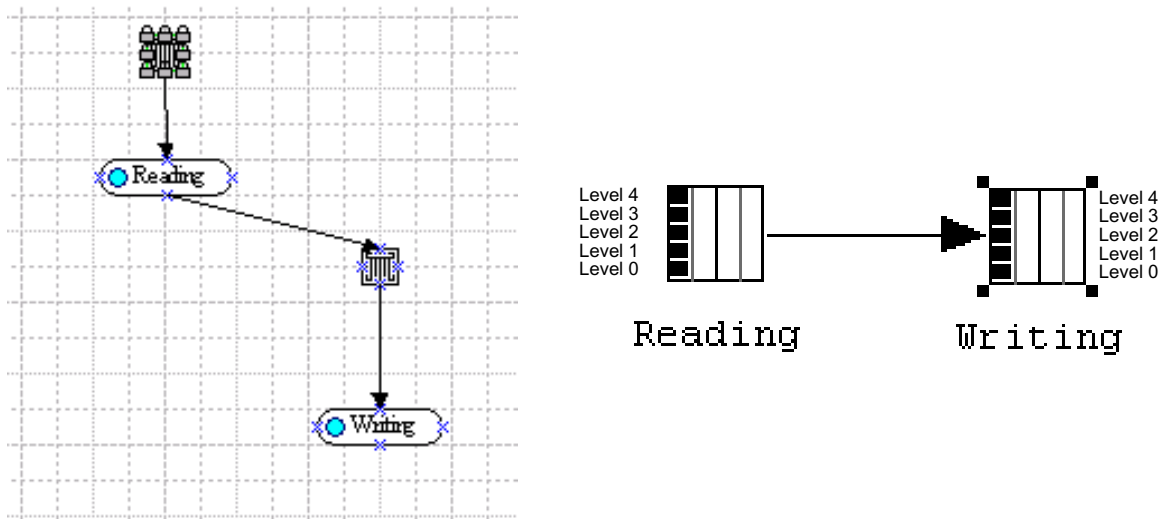 Reading
Writing
Level 4
Level 3
Level 2
Level 1
Level 0
Reading
Level 4
Level 3
Level 2
Level 1
Level 0
Writing